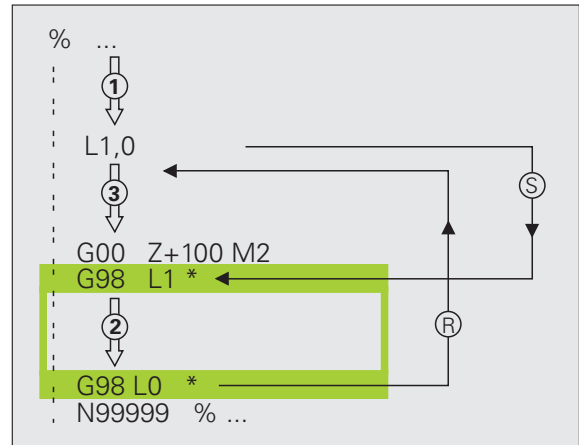 % ...
1
L1,0
S
3
G00 Z+100 M2
G98 L1 *
2
R
G98 L0 *
N99999 % ...